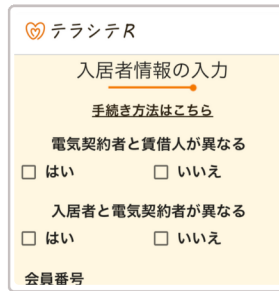 テラシテR
入居者情報の入力
手続き方法はこちら
電気契約者と賃借人が異なる
はい いいえ
入居者と電気契約者が異なる
はい いいえ
会員番号